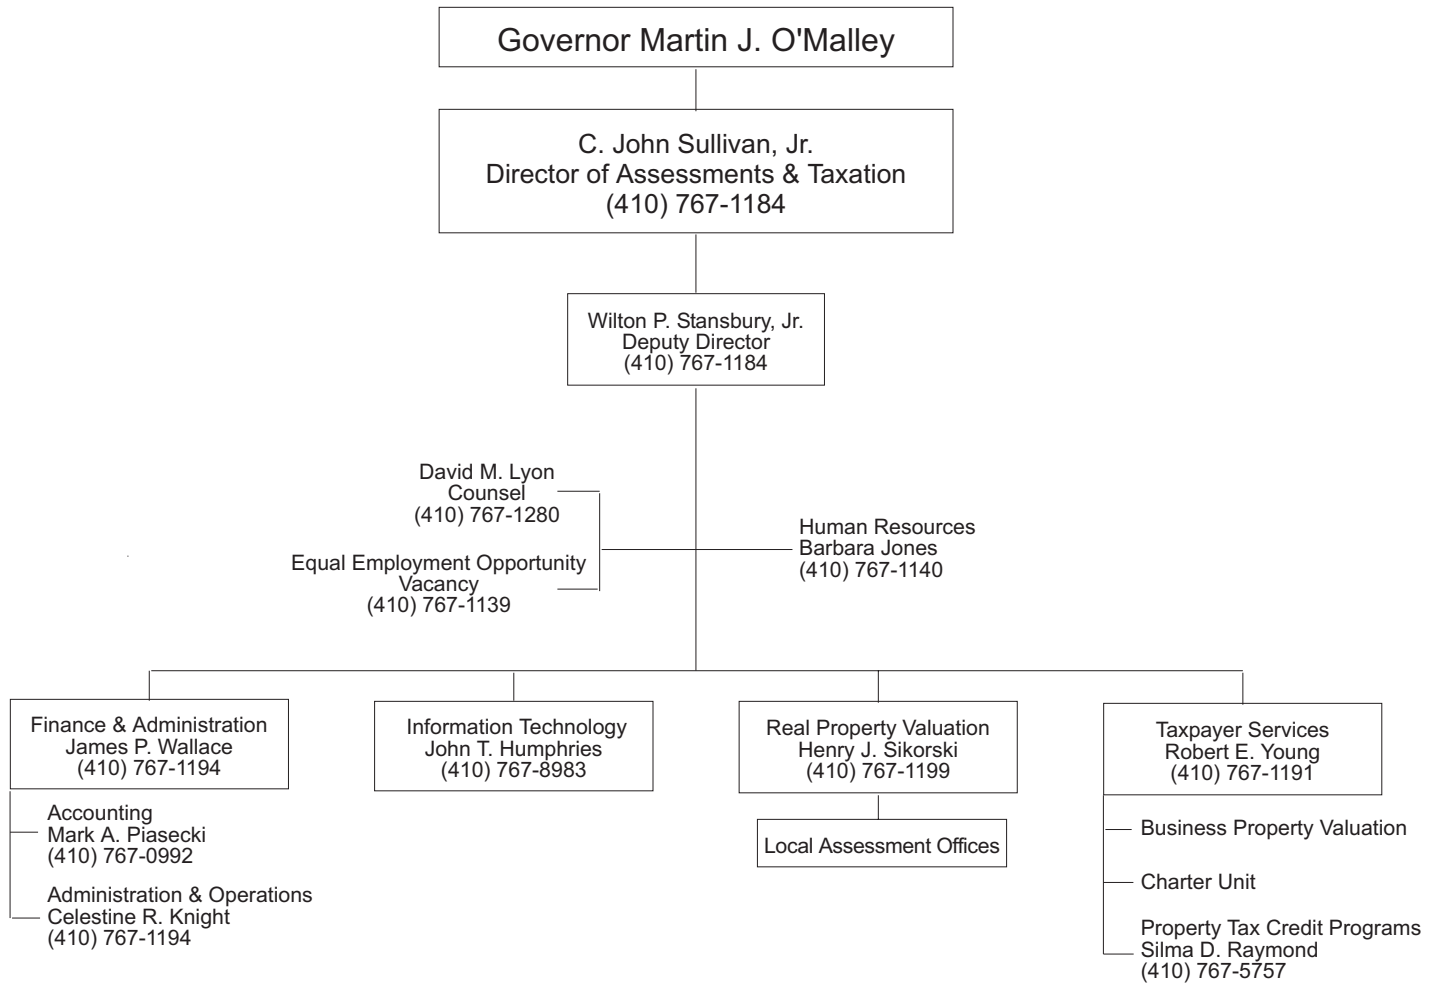 Governor Martin J. O'Malley
C. John Sullivan, Jr.
Director of Assessments & Taxation
(410) 767-1184
Wilton P. Stansbury, Jr.
Deputy Director
(410) 767-1184
David M. Lyon
Counsel
(410) 767-1280
Equal Employment Opportunity
Vacancy
(410) 767-1139
Human Resources
Barbara Jones
(410) 767-1140
Finance & Administration
James P. Wallace
(410) 767-1194
Accounting
Mark A. Piasecki
(410) 767-0992
Administration & Operations
Celestine R. Knight
(410) 767-1194
Information Technology
John T. Humphries
(410) 767-8983
Real Property Valuation
Henry J. Sikorski
(410) 767-1199
Local Assessment Offices
Taxpayer Services
Robert E. Young
(410) 767-1191
Business Property Valuation
Charter Unit
Property Tax Credit Programs
Silma D. Raymond
(410) 767-5757